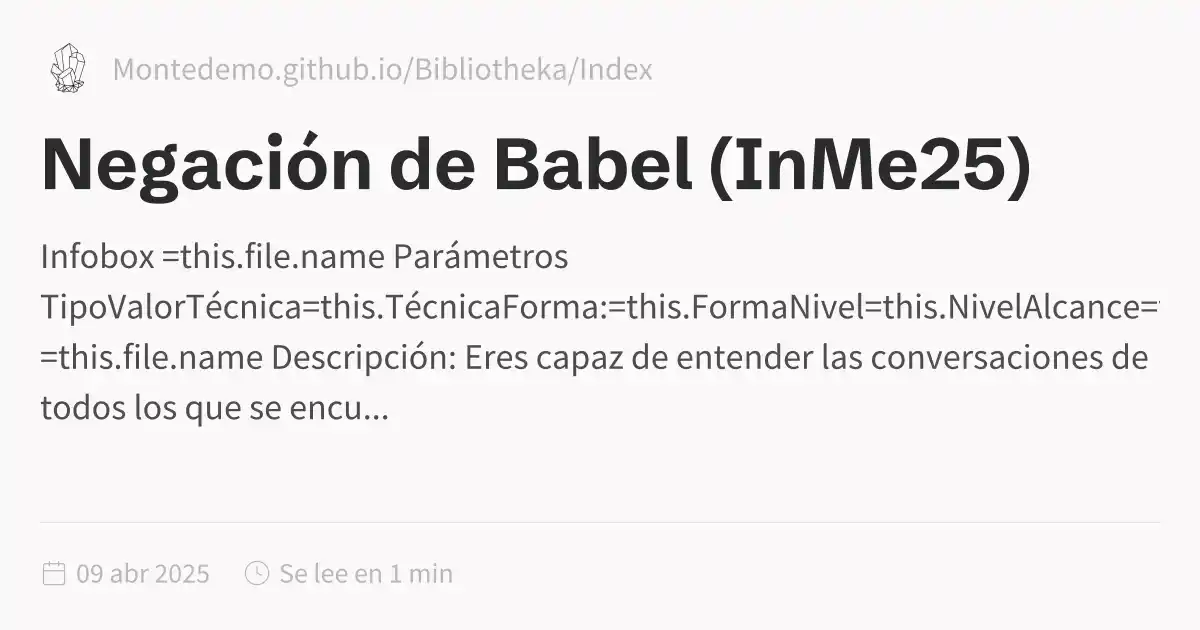 Montedemo.github.io/Bibliotheka/Index
Negación de Babel (InMe25)
Infobox =this.file.name Parámetros
TipoValorTécnica=this.TécnicaForma:=this.FormaNivel=this.NivelAlcance=
=this.file.name Descripción: Eres capaz de entender las conversaciones de
todos los que se encu...
09 abr 2025
Se lee en 1 min